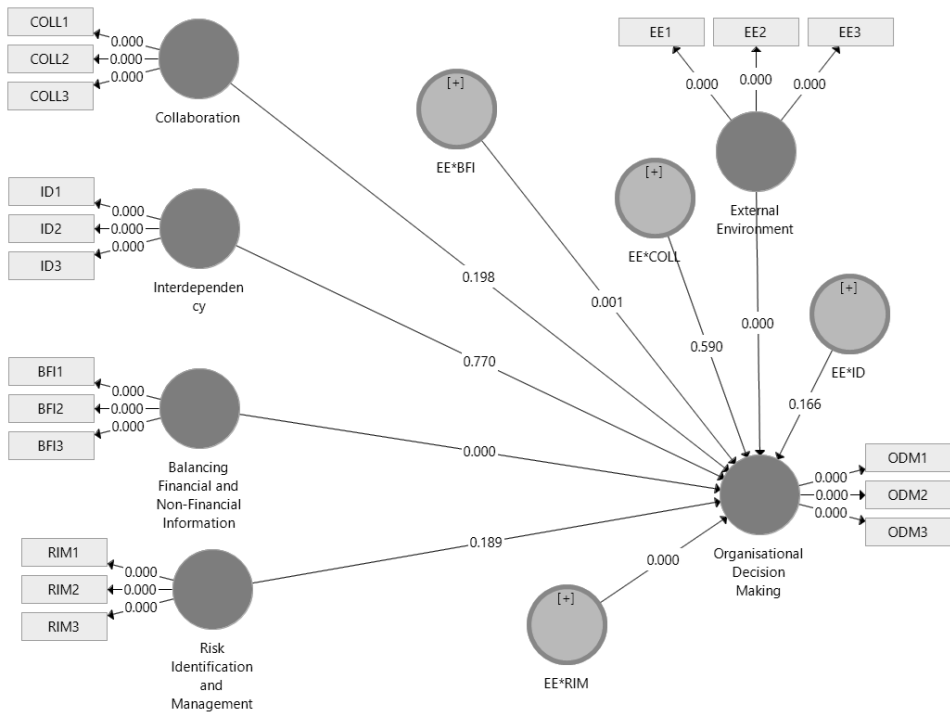 COLL1
0.000
COLL2
0.000
COLL3
0.000
Collaboration
ID1
0.000
ID2
0.000
ID3
0.000
Interdependen
cy
BFI1
0.000
BFI2
0.000
BFI3
0.000
Balancing
Financial and
Non-Financial
Information
RIM1
0.000
RIM2
0.000
RIM3
0.000
Risk
Identification
and
Management
[+]
EE*BFI
[+]
EE*COLL
EE1
EE2
EE3
0.000
0.000
0.000
External
Environment
[+]
EE*ID
0.198
0.001
0.590
0.000
0.166
0.770
0.000
0.189
0.000
[+]
EE*RIM
Organisational
Decision
Making
0.000
ODM1
0.000
ODM2
0.000
ODM3